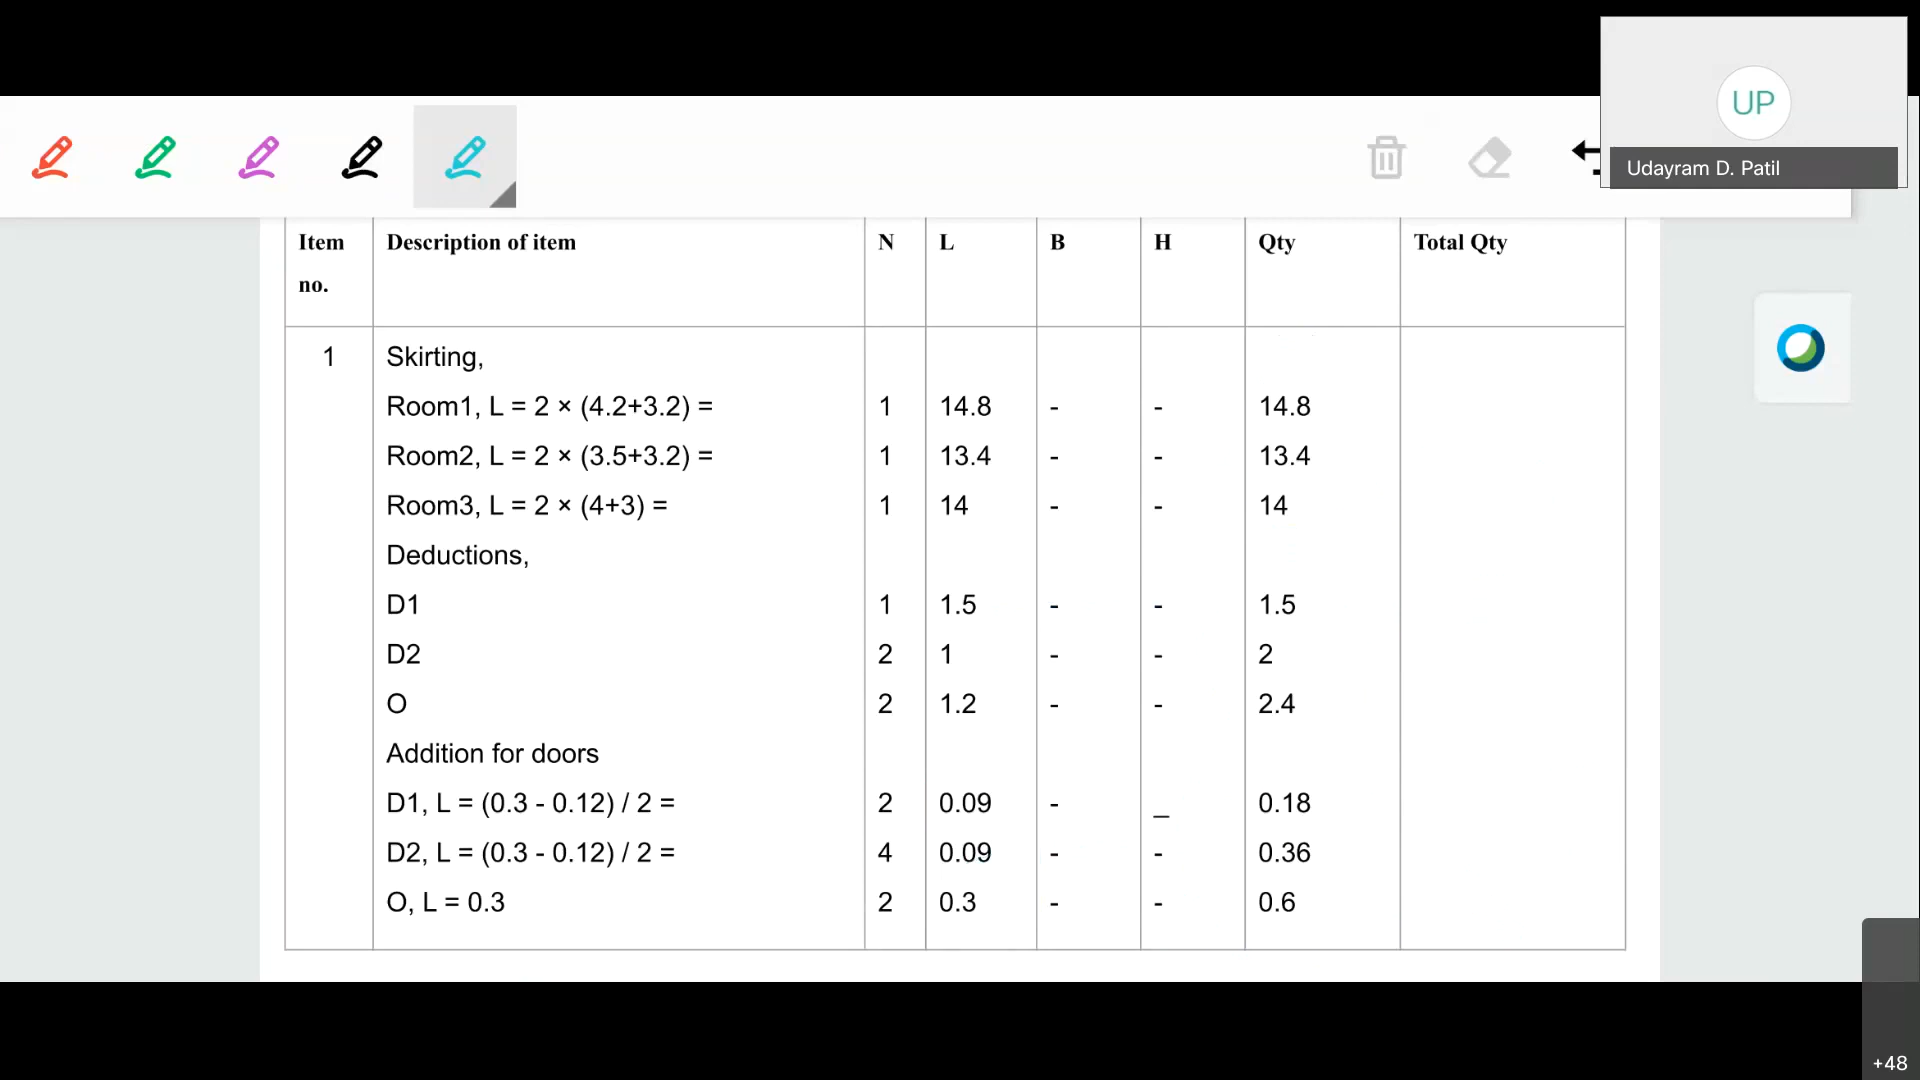 UP
Udayram D. Patil
Item no. Description of item N L B H Qty Total Qty
1 Skirting,
Room1, L = 2 × (4.2+3.2) = 1 14.8 - - 14.8
Room2, L = 2 × (3.5+3.2) = 1 13.4 - - 13.4
Room3, L = 2 × (4+3) = 1 14 - - 14
Deductions,
D1 1 1.5 - - 1.5
D2 2 1 - - 2
O 2 1.2 - - 2.4
Addition for doors
D1, L = (0.3 - 0.12) / 2 = 2 0.09 - _ 0.18
D2, L = (0.3 - 0.12) / 2 = 4 0.09 - - 0.36
O, L = 0.3 2 0.3 - - 0.6
+48